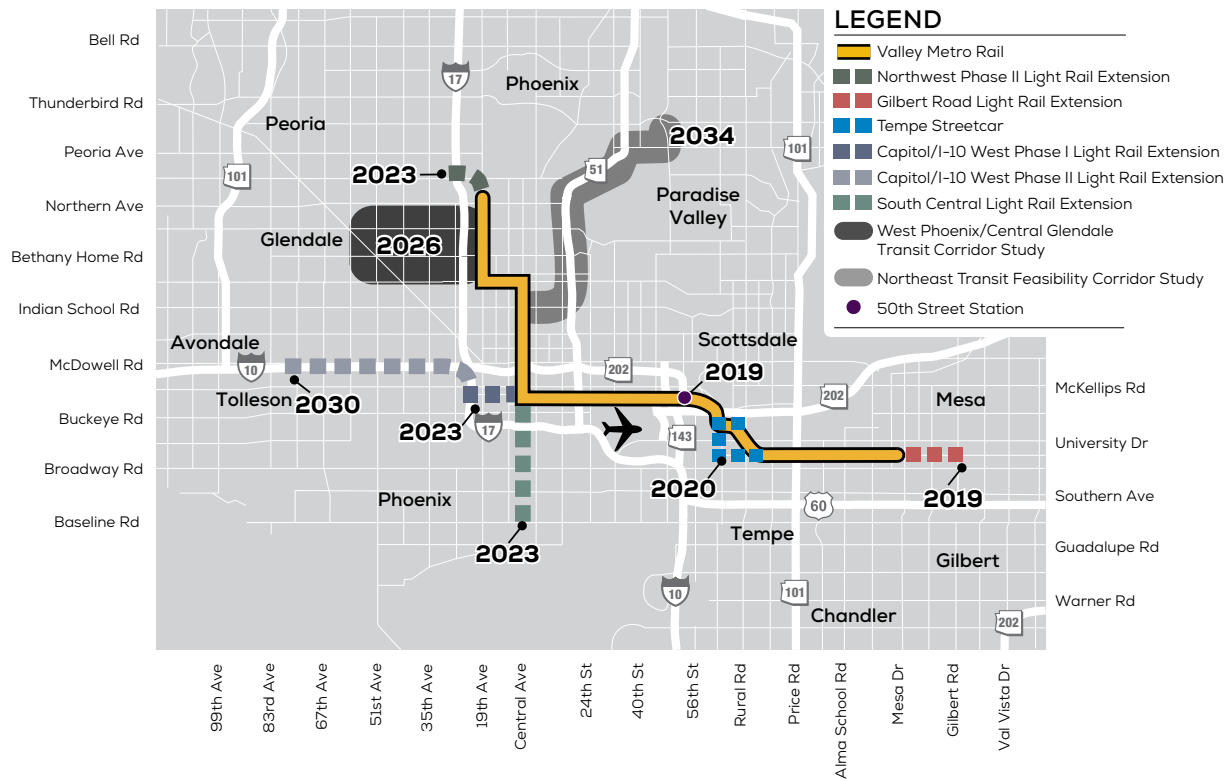 LEGEND
Valley Metro Rail
Northwest Phase II Light Rail Extension
Gilbert Road Light Rail Extension
Tempe Streetcar
Capitol/I-10 West Phase I Light Rail Extension
Capitol/I-10 West Phase II Light Rail Extension
South Central Light Rail Extension
West Phoenix/Central Glendale
Transit Corridor Study
Northeast Transit Feasibility Corridor Study
50th Street Station
Bell Rd
Thunderbird Rd
Peoria Ave
Northern Ave
Bethany Home Rd
Indian School Rd
McDowell Rd
Buckeye Rd
Broadway Rd
Baseline Rd
17
Phoenix
Peoria
2034
101
51
101
2023
Paradise
Valley
Glendale
2026
Avondale
Scottsdale
10
202
2019
Tolleson
2030
202
Mesa
2023
17
143
2020
2019
Phoenix
60
Tempe
2023
Gilbert
10
101
Chandler
202
McKellips Rd
University Dr
Southern Ave
Guadalupe Rd
Warner Rd
99th Ave
83rd Ave
67th Ave
51st Ave
35th Ave
19th Ave
Central Ave
24th St
40th St
56th St
Rural Rd
Price Rd
Alma School Rd
Mesa Dr
Gilbert Rd
Val Vista Dr